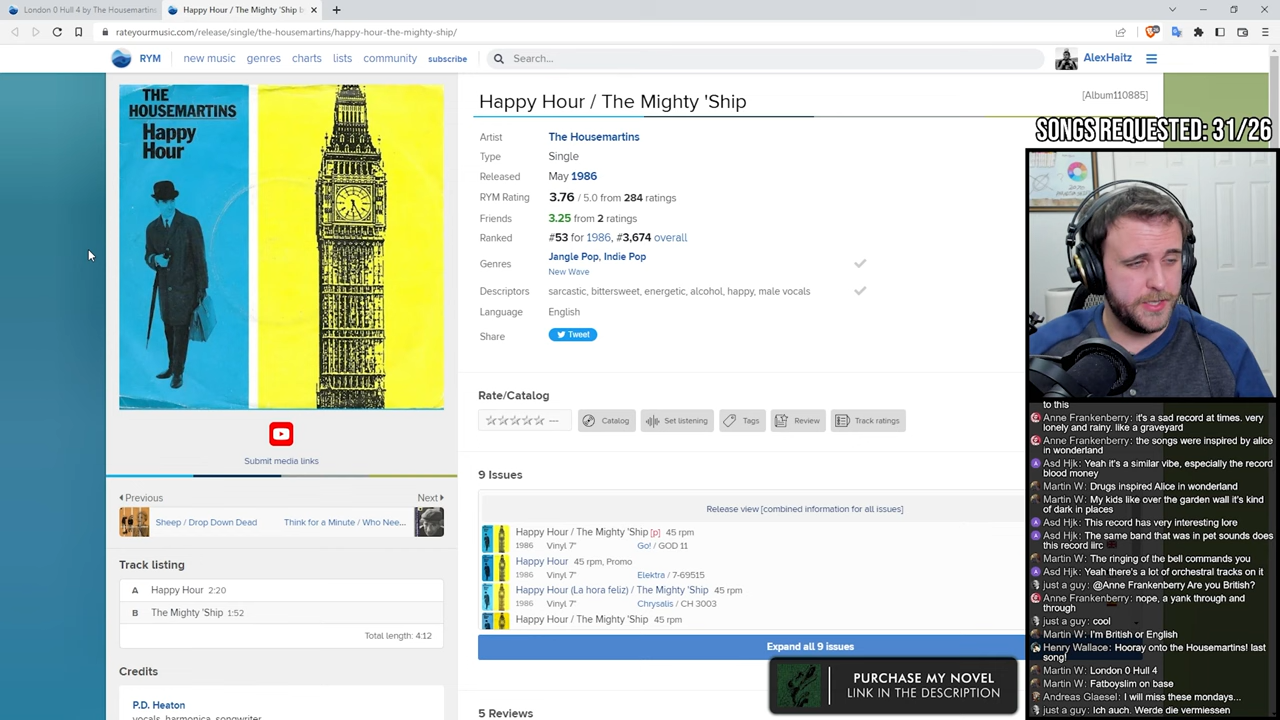 London 0 Hull 4 by The Housemartins
Happy Hour / The Mighty 'Ship b
rateyourmusic.com/release/single/the-housemartins/happy-hour-the-mighty-ship/
RYM
new music
genres
charts
lists
community
subscribe
Search...
AlexHaitz
THE
HOUSEMARTINS
Happy
Hour
Submit media links
Previous
Next
Sheep / Drop Down Dead
Think for a Minute / Who Nee...
Track listing
A Happy Hour 2:20
B The Mighty 'Ship 1:52
Total length: 4:12
Credits
P.D. Heaton
vocals, harmonica, songwriter
Happy Hour / The Mighty 'Ship
[Album110885]
Artist The Housemartins
Type Single
Released May 1986
RYM Rating 3.76 / 5.0 from 284 ratings
Friends 3.25 from 2 ratings
Ranked #53 for 1986, #3,674 overall
Genres Jangle Pop, Indie Pop
New Wave
Descriptors sarcastic, bittersweet, energetic, alcohol, happy, male vocals
Language English
Share Tweet
Rate/Catalog
---
Catalog
Set listening
Tags
Review
Track ratings
9 Issues
Release view [combined information for all issues]
Happy Hour / The Mighty 'Ship [p] 45 rpm
1986 Vinyl 7" Go! / GOD 11
Happy Hour 45 rpm, Promo
1986 Vinyl 7" Elektra / 7-69515
Happy Hour (La hora feliz) / The Mighty 'Ship 45 rpm
1986 Vinyl 7" Chrysalis / CH 3003
Happy Hour / The Mighty 'Ship 45 rpm
Expand all 9 issues
5 Reviews
PURCHASE MY NOVEL
LINK IN THE DESCRIPTION
SONGS REQUESTED: 31/26
to this
Anne Frankenberry: it's a sad record at times. very
lonely and rainy. like a graveyard
Anne Frankenberry: the songs were inspired by alice
in wonderland
Asd Hjk: Yeah it's a similar vibe, especially the record
blood money
Martin W: Drugs inspired Alice in wonderland
Martin W: My kids like over the garden wall it's kind
of dark in places
Asd Hjk: This record has very interesting lore
Asd Hjk: The same band that was in pet sounds does
this record iirc
Martin W: The ringing of the bell commands you
Asd Hjk: Yeah there's a lot of orchestral tracks on it
just a guy: @Anne Frankenberry Are you British?
Anne Frankenberry: nope, a yank through and
through
just a guy: cool
Martin W: I'm British or English
Henry Wallace: Hooray onto the Housemartins! last
song!
Martin W: London 0 Hull 4
Martin W: Fatboyslim on base
Andreas Glaesel: I will miss these mondays...
just a guy: Ich auch. Werde die vermiessen